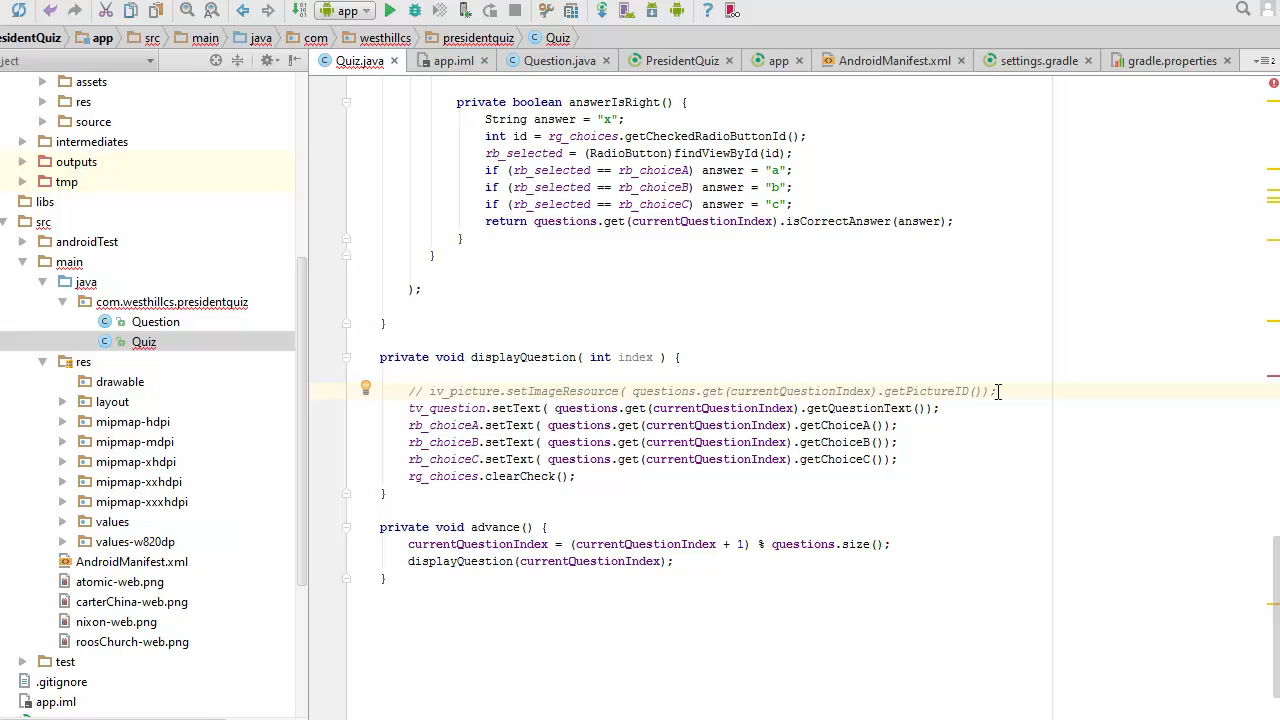 app
esidentQuiz app src main java com westhillcs presidentquiz Quiz
ject
Quiz.java app.iml Question.java PresidentQuiz app AndroidManifest.xml settings.gradle gradle.properties
assets
res
source
intermediates
outputs
tmp
libs
src
androidTest
main
java
com.westhillcs.presidentquiz
Question
Quiz
res
drawable
layout
mipmap-hdpi
mipmap-mdpi
mipmap-xhdpi
mipmap-xxhdpi
mipmap-xxxhdpi
values
values-w820dp
AndroidManifest.xml
atomic-web.png
carterChina-web.png
nixon-web.png
roosChurch-web.png
test
.gitignore
app.iml
private boolean answerIsRight() {
String answer = "x";
int id = rg_choices.getCheckedRadioButtonId();
rb_selected = (RadioButton)findViewById(id);
if (rb_selected == rb_choiceA) answer = "a";
if (rb_selected == rb_choiceB) answer = "b";
if (rb_selected == rb_choiceC) answer = "c";
return questions.get(currentQuestionIndex).isCorrectAnswer(answer);
}
}
);
}
private void displayQuestion( int index ) {
// iv_picture.setImageResource( questions.get(currentQuestionIndex).getPictureID());
tv_question.setText( questions.get(currentQuestionIndex).getQuestionText());
rb_choiceA.setText( questions.get(currentQuestionIndex).getChoiceA());
rb_choiceB.setText( questions.get(currentQuestionIndex).getChoiceB());
rb_choiceC.setText( questions.get(currentQuestionIndex).getChoiceC());
rg_choices.clearCheck();
}
private void advance() {
currentQuestionIndex = (currentQuestionIndex + 1) % questions.size();
displayQuestion(currentQuestionIndex);
}